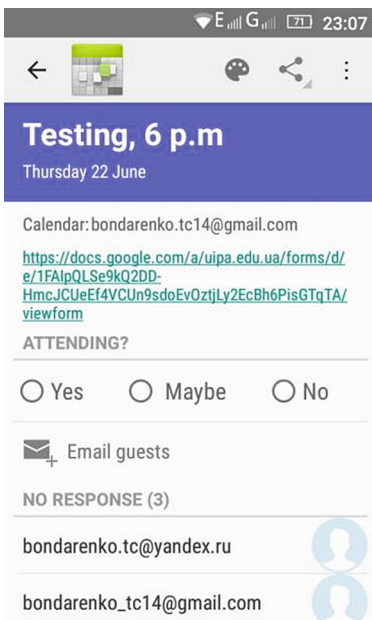 E G 71 23:07
Testing, 6 p.m
Thursday 22 June
Calendar: bondarenko.tc14@gmail.com
https://docs.google.com/a/uipa.edu.ua/forms/d/
e/1FAIpQLSe9kQ2DD-
HmcJCUeEf4VCUn9sdoEvOztjLy2EcBh6PisGTqTA/
viewform
ATTENDING?
Yes Maybe No
Email guests
NO RESPONSE (3)
bondarenko.tc@yandex.ru
bondarenko_tc14@gmail.com